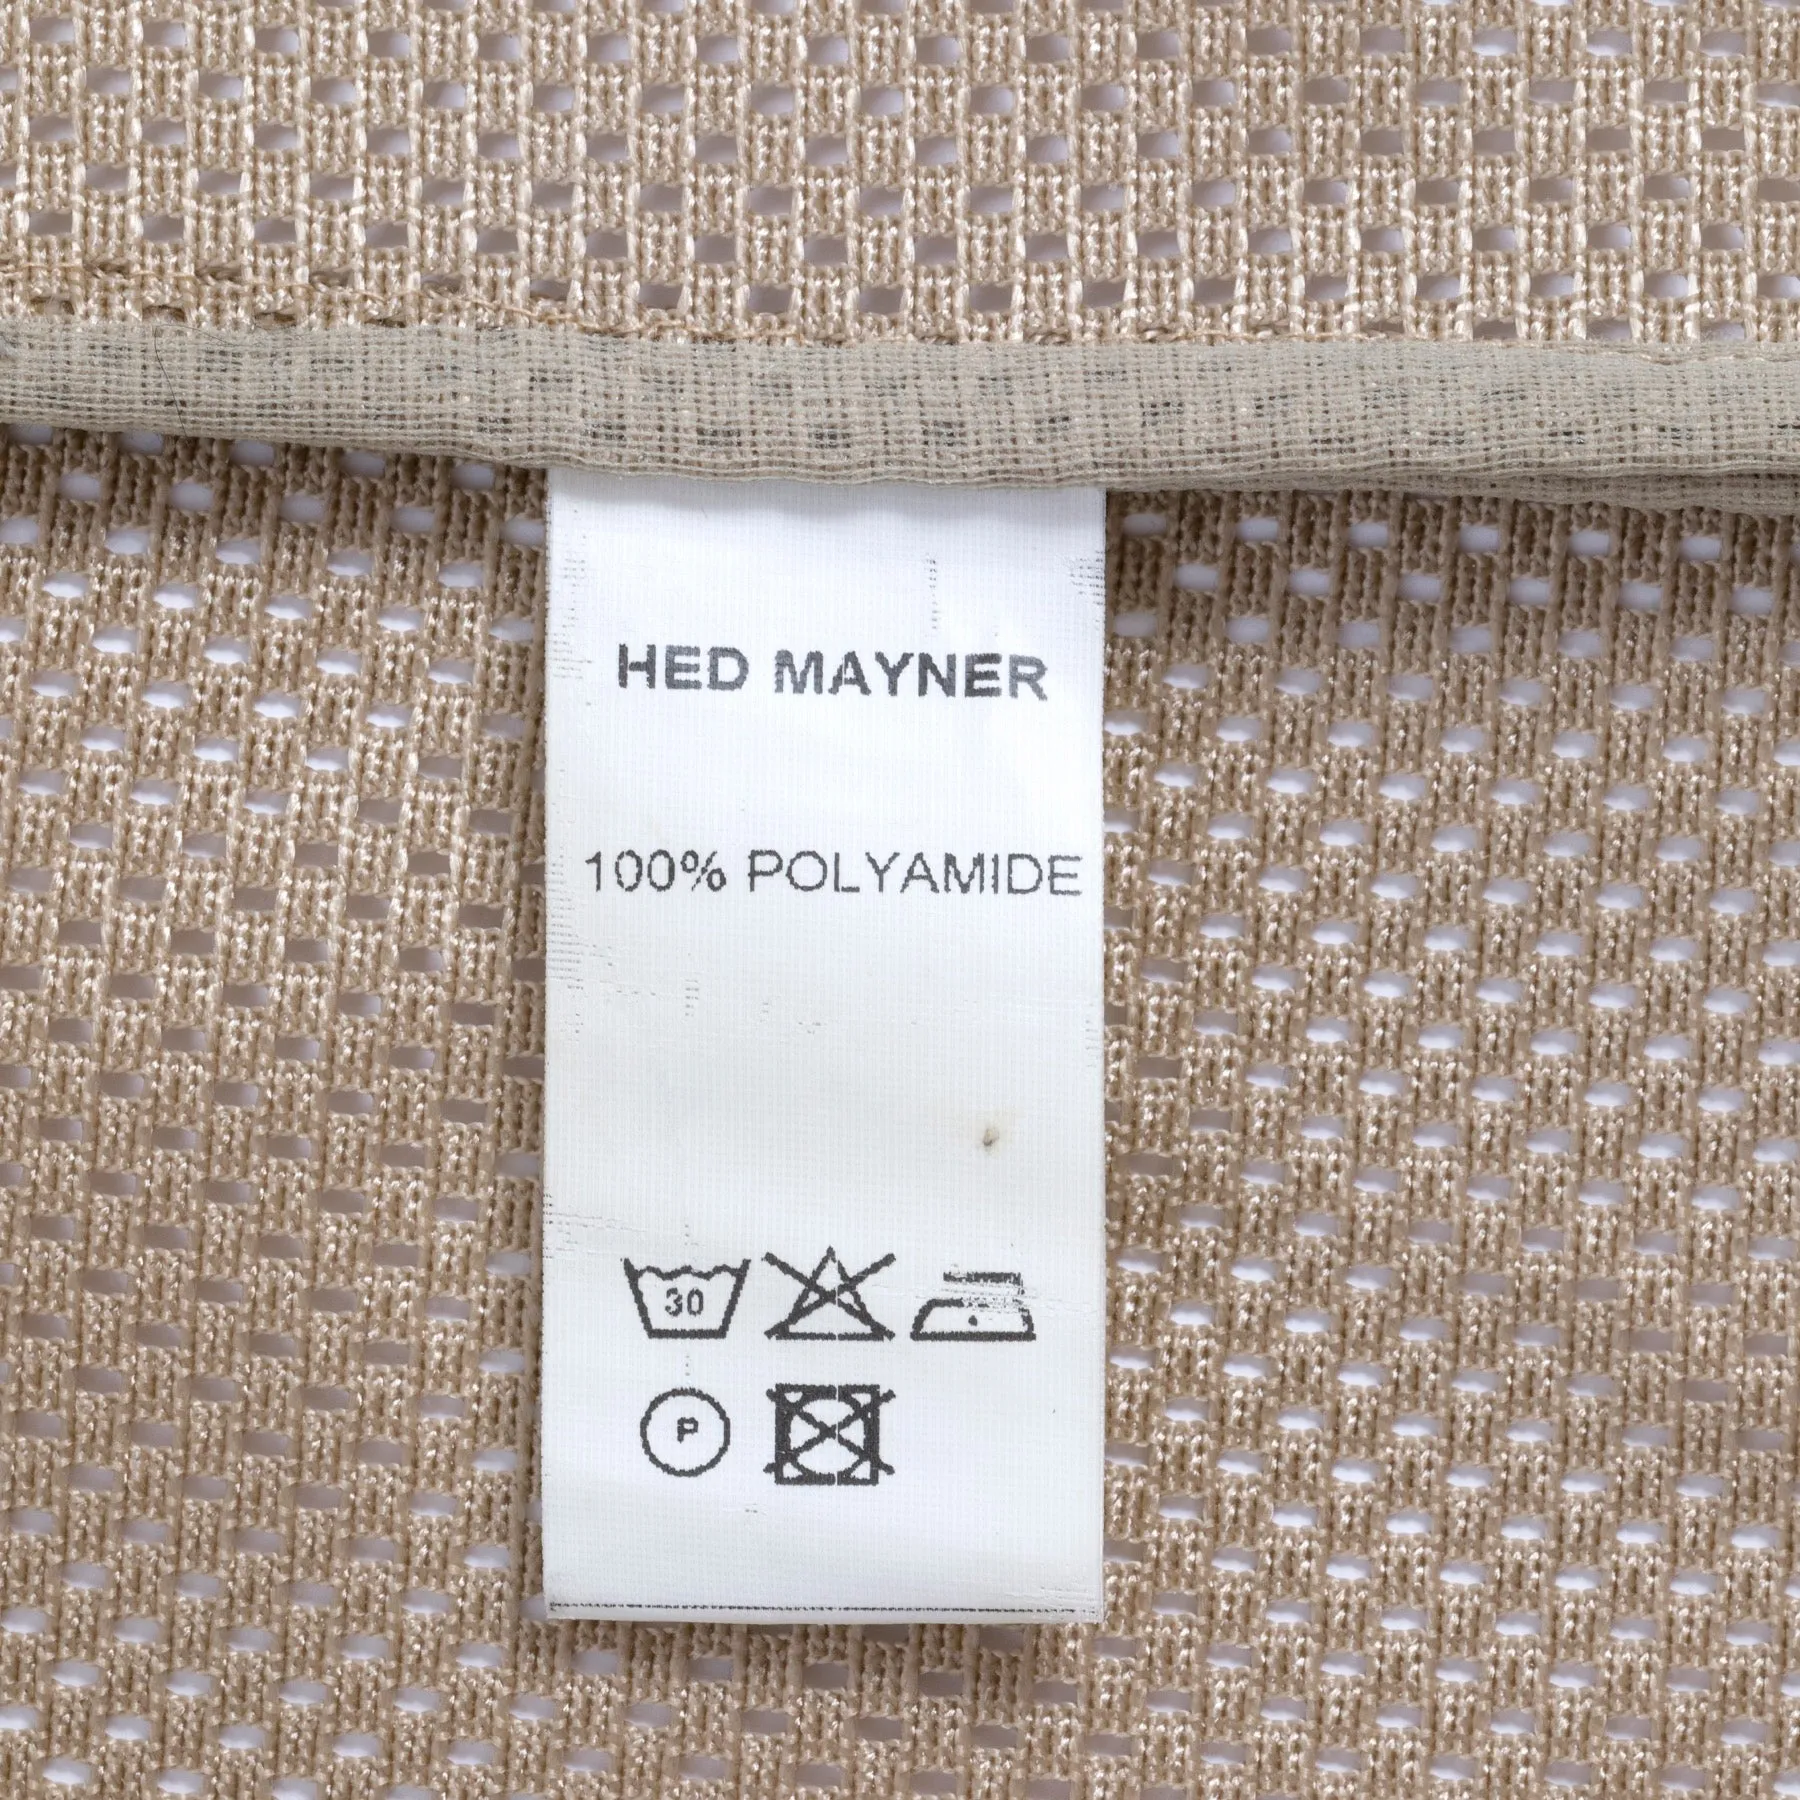 HED MAYNER
100% POLYAMIDE
30
P